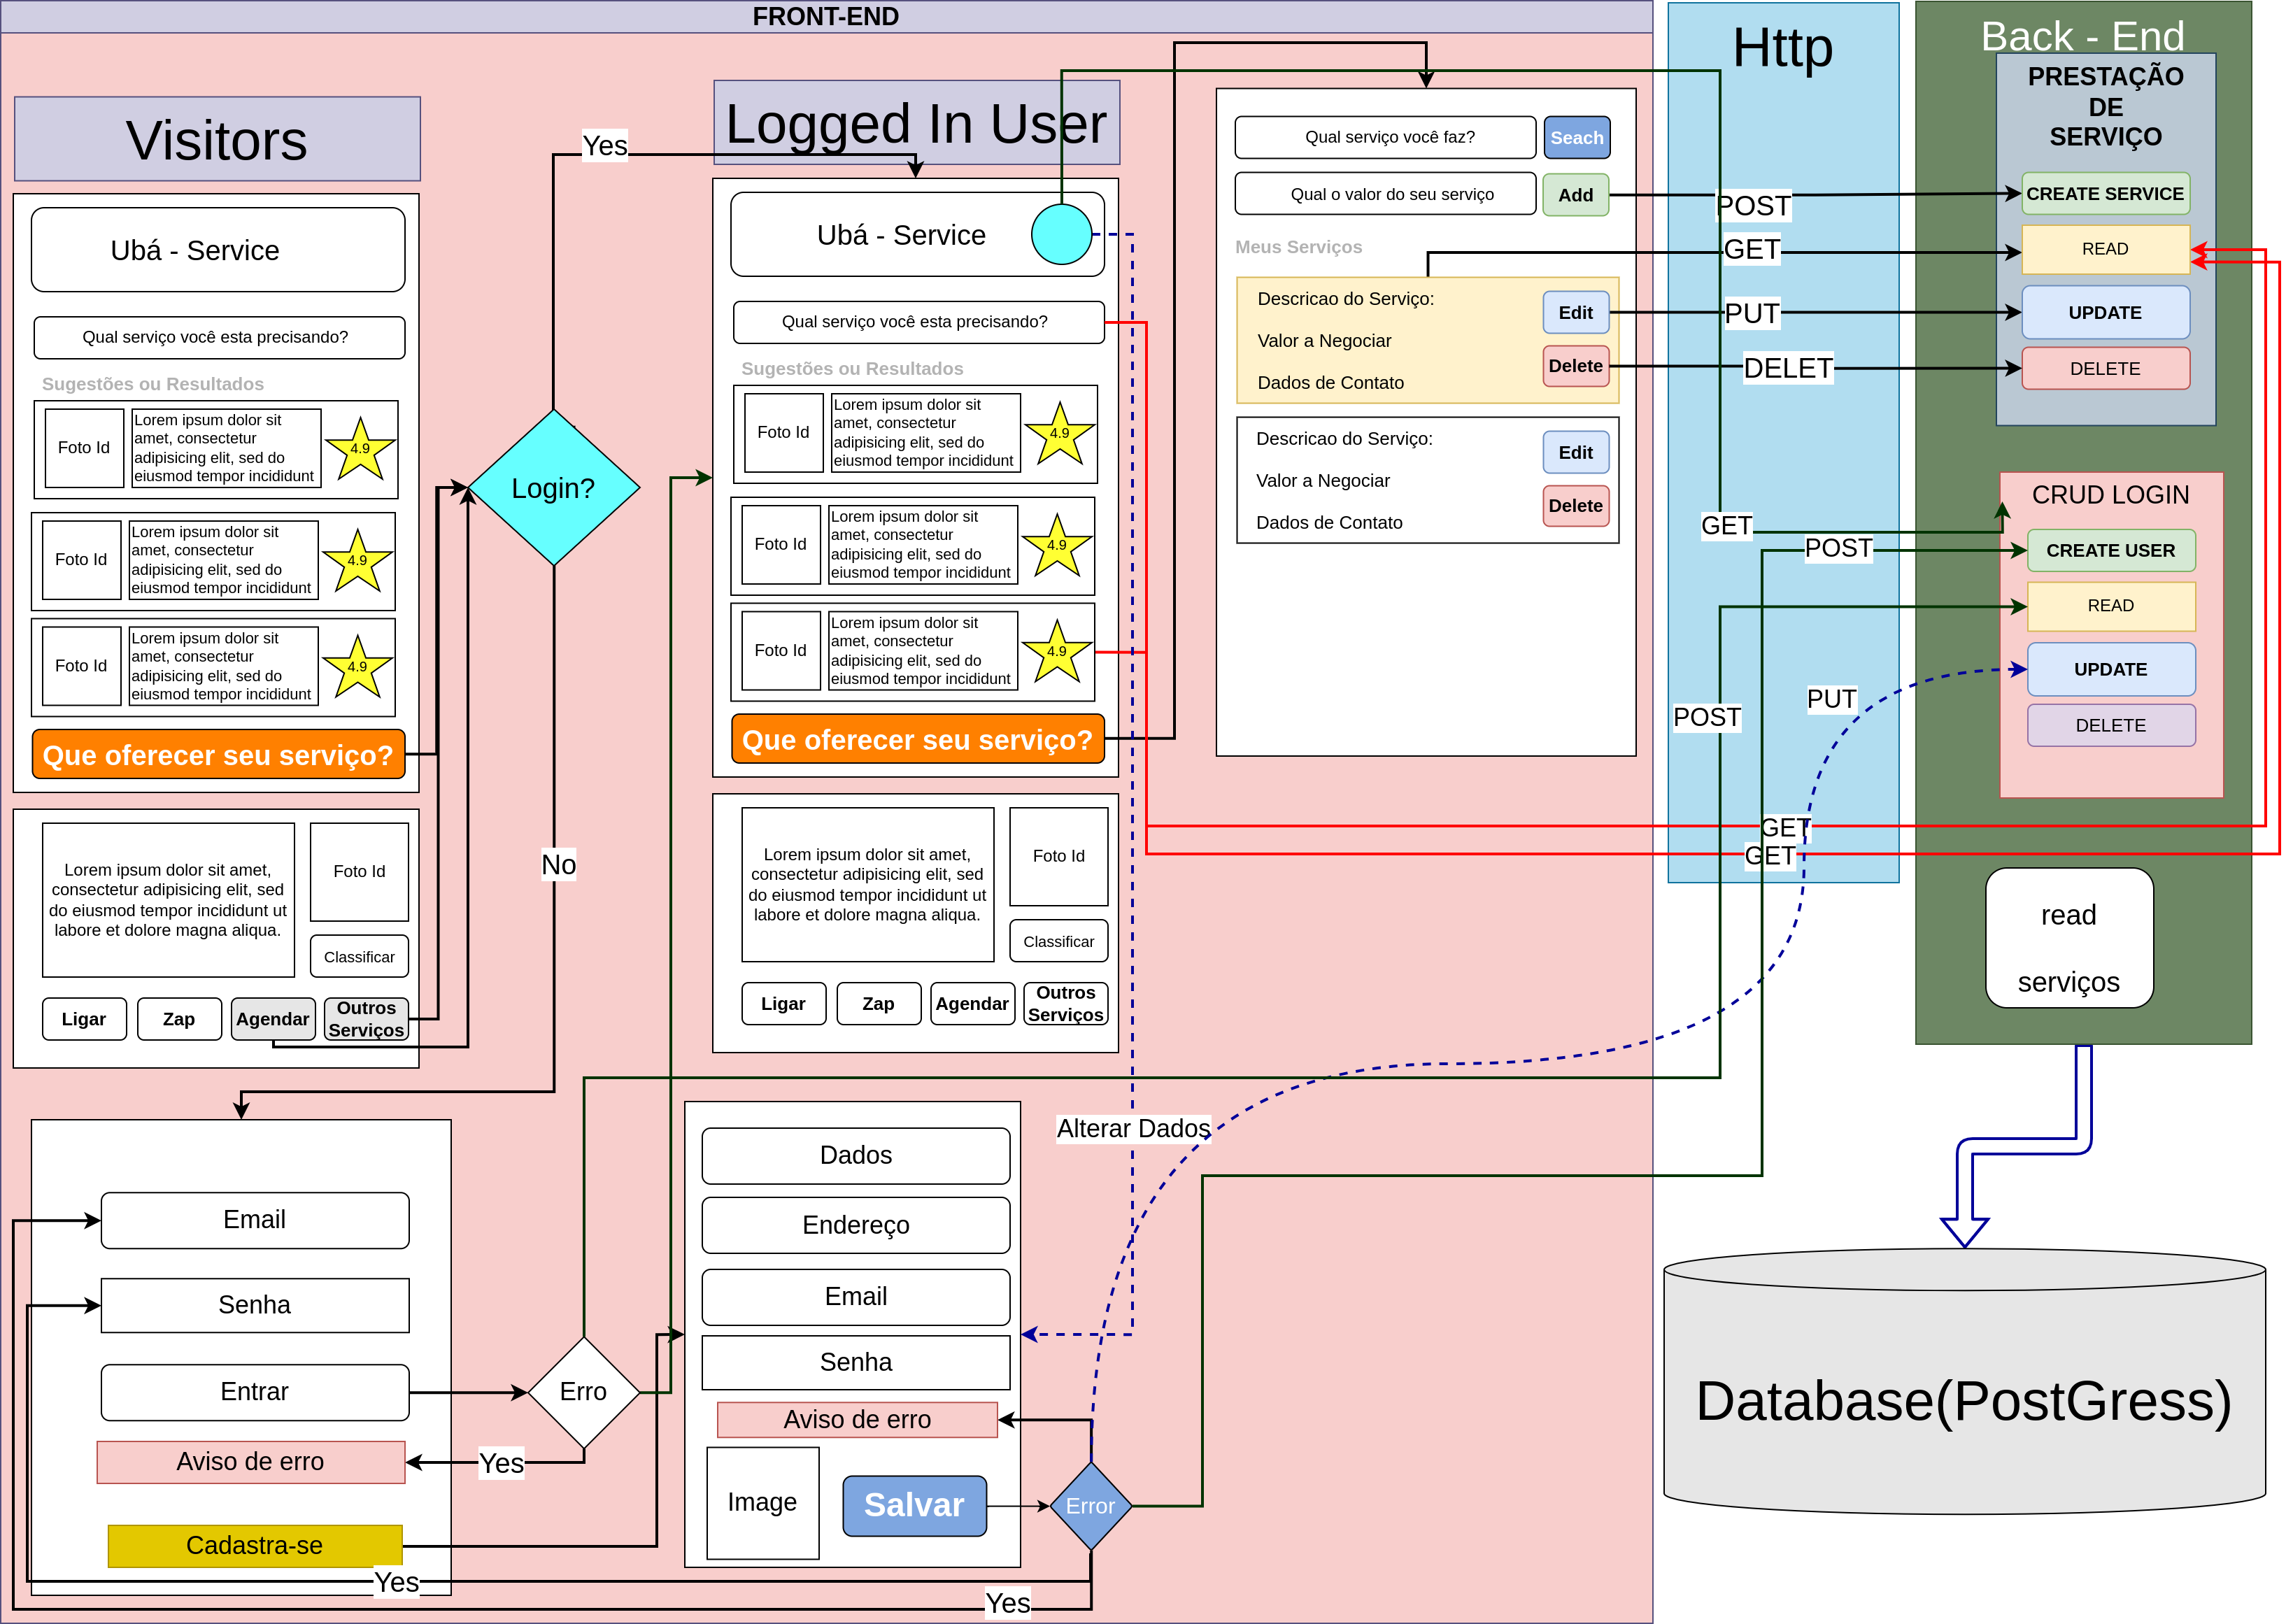 FRONT-END
Visitors
Ubá - Service
Qual serviço você esta precisando?
Sugestões ou Resultados
Foto Id
Lorem ipsum dolor sit
amet, consectetur
adipisicing elit, sed do
eiusmod tempor incididunt
4.9
Foto Id
Lorem ipsum dolor sit
amet, consectetur
adipisicing elit, sed do
eiusmod tempor incididunt
4.9
Foto Id
Lorem ipsum dolor sit
amet, consectetur
adipisicing elit, sed do
eiusmod tempor incididunt
4.9
Que oferecer seu serviço?
Lorem ipsum dolor sit amet,
consectetur adipisicing elit, sed
do eiusmod tempor incididunt ut
labore et dolore magna aliqua.
Foto Id
Classificar
Ligar
Zap
Agendar
Outros
Serviços
Yes
Login?
No
Logged In User
Ubá - Service
Qual serviço você esta precisando?
Sugestões ou Resultados
Foto Id
Lorem ipsum dolor sit
amet, consectetur
adipisicing elit, sed do
eiusmod tempor incididunt
4.9
Foto Id
Lorem ipsum dolor sit
amet, consectetur
adipisicing elit, sed do
eiusmod tempor incididunt
4.9
Foto Id
Lorem ipsum dolor sit
amet, consectetur
adipisicing elit, sed do
eiusmod tempor incididunt
4.9
Que oferecer seu serviço?
Lorem ipsum dolor sit amet,
consectetur adipisicing elit, sed
do eiusmod tempor incididunt ut
labore et dolore magna aliqua.
Foto Id
Classificar
Ligar
Zap
Agendar
Outros
Serviços
Qual serviço você faz?
Seach
Qual o valor do seu serviço
Add
Meus Serviços
Descricao do Serviço:
Valor a Negociar
Dados de Contato
Edit
Delete
Descricao do Serviço:
Valor a Negociar
Dados de Contato
Edit
Delete
Email
Senha
Entrar
Aviso de erro
Cadastra-se
Erro
Yes
Yes
Yes
Dados
Endereço
Email
Senha
Aviso de erro
Image
Salvar
Error
Alterar Dados
Http
POST
GET
PUT
DELET
GET
POST
POST
PUT
GET
GET
Back - End
PRESTAÇÃO
DE
SERVIÇO
CREATE SERVICE
READ
UPDATE
DELETE
CRUD LOGIN
CREATE USER
READ
UPDATE
DELETE
read
serviços
Database(PostGress)